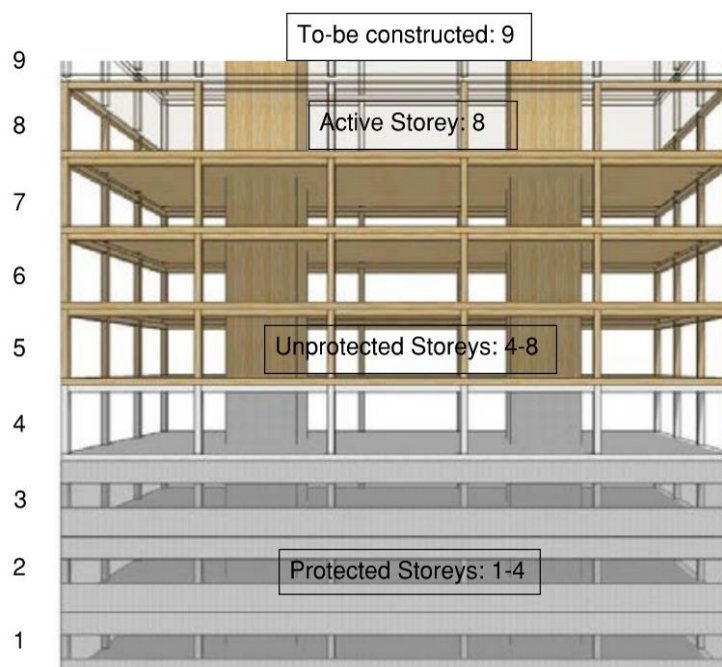 To-be constructed: 9
9
Active Storey: 8
8
7
6
Unprotected Storeys: 4-8
5
4
3
Protected Storeys: 1-4
2
1